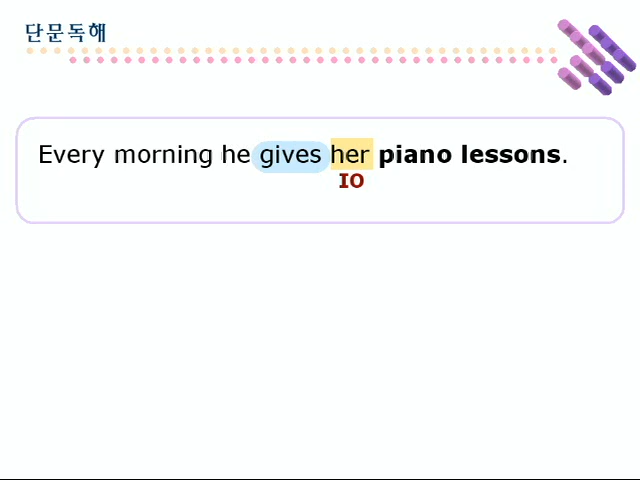 단문독해
Every morning he gives her piano lessons.
IO